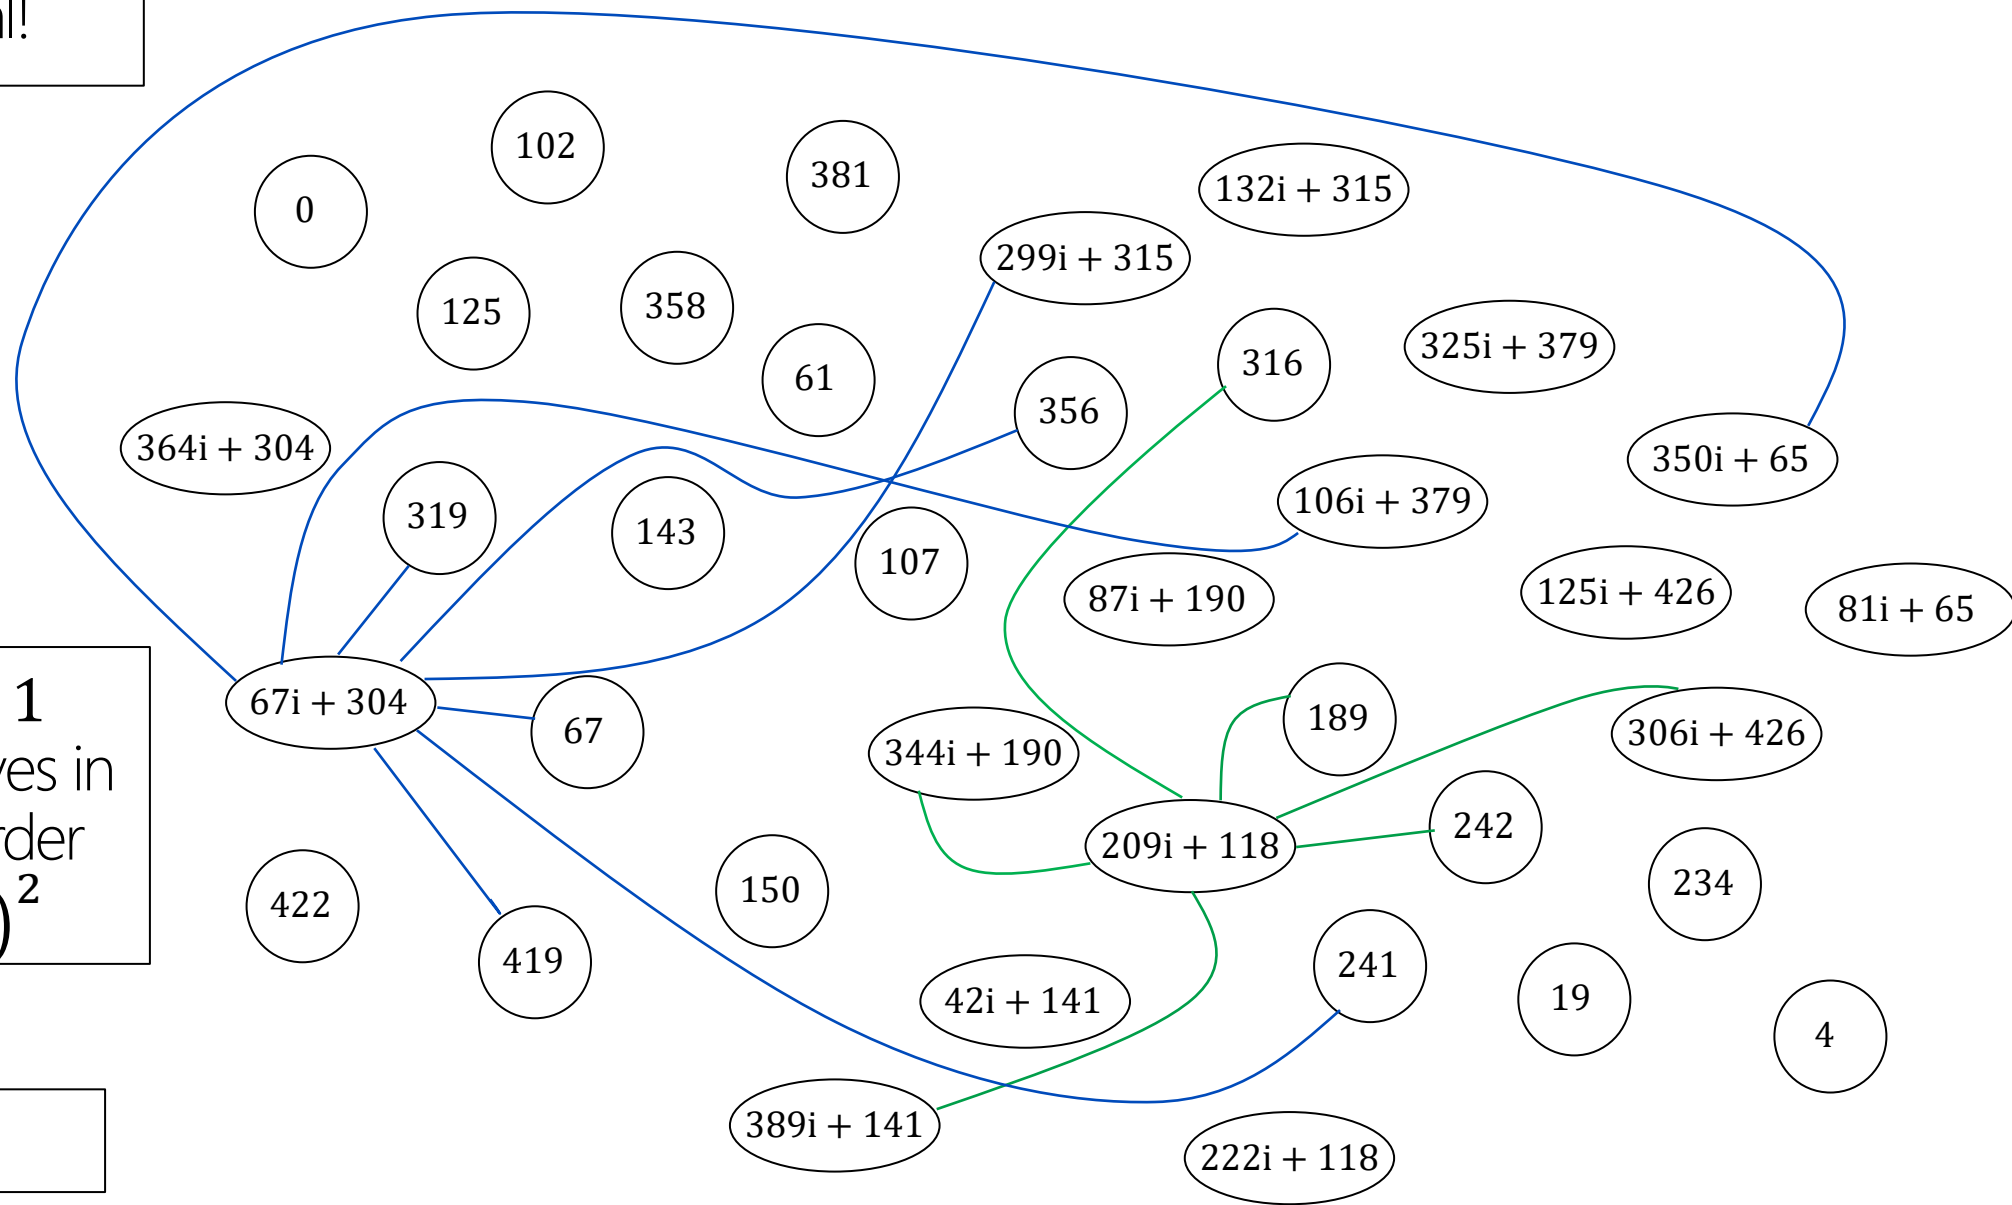 102
381
132i + 315
0
299i + 315
125
358
325i + 379
316
61
356
364i + 304
350i + 65
106i + 379
319
143
107
87i + 190
125i + 426
81i + 65
1
67i + 304
67
189
306i + 426
344i + 190
in
209i + 118
242
150
234
422
2
419
241
42i + 141
19
4
389i + 141
222i + 118